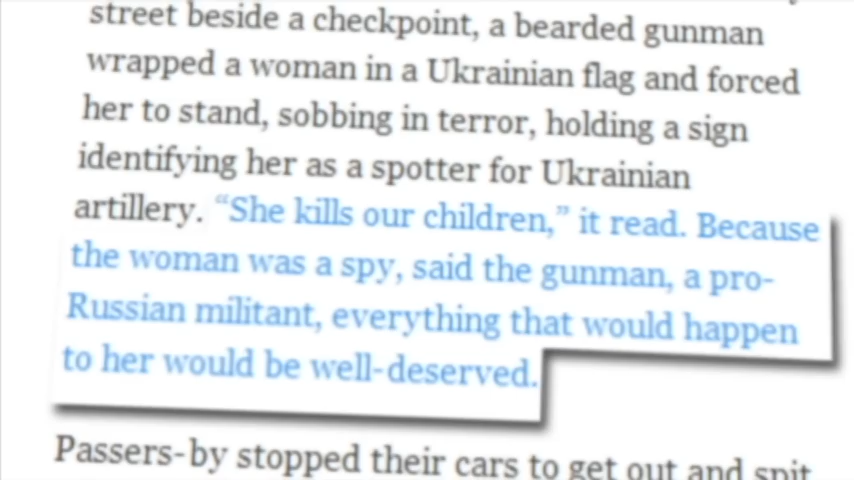 street beside a checkpoint, a bearded gunman
wrapped a woman in a Ukrainian flag and forced
her to stand, sobbing in terror, holding a sign
identifying her as a spotter for Ukrainian
artillery. “She kills our children,” it read. Because
the woman was a spy, said the gunman, a pro-
Russian militant, everything that would happen
to her would be well-deserved.
Passers-by stopped their cars to get out and spit